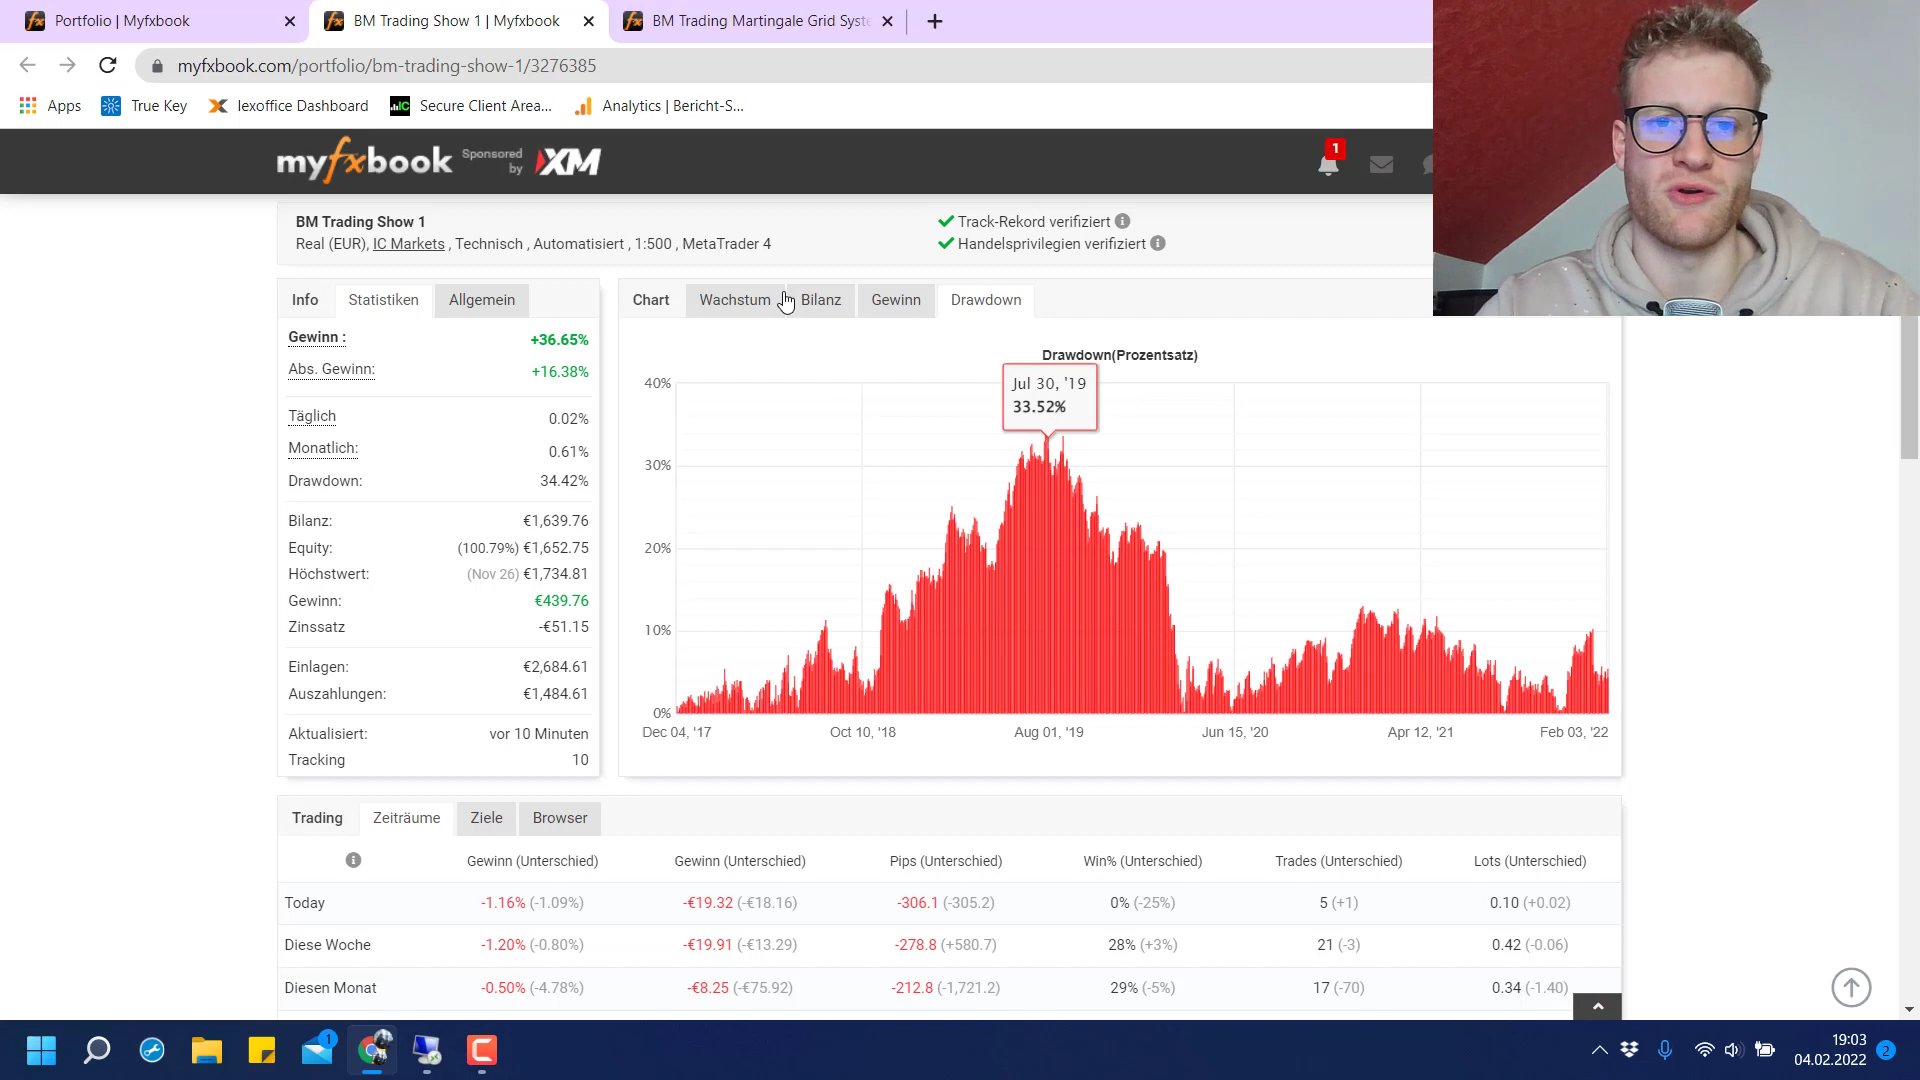 Portfolio | Myfxbook
BM Trading Show 1 | Myfxbook
BM Trading Martingale Grid Syste
myfxbook.com/portfolio/bm-trading-show-1/3276385
Apps True Key lexoffice Dashboard Secure Client Area... Analytics | Bericht-S...
myfxbook Sponsored by XM
1
BM Trading Show 1
Real (EUR), IC Markets , Technisch , Automatisiert , 1:500 , MetaTrader 4
Track-Rekord verifiziert
Handelsprivilegien verifiziert
Info Statistiken Allgemein
Gewinn : +36.65%
Abs. Gewinn: +16.38%
Täglich 0.02%
Monatlich: 0.61%
Drawdown: 34.42%
Bilanz: €1,639.76
Equity: (100.79%) €1,652.75
Höchstwert: (Nov 26) €1,734.81
Gewinn: €439.76
Zinssatz -€51.15
Einlagen: €2,684.61
Auszahlungen: €1,484.61
Aktualisiert: vor 10 Minuten
Tracking 10
Chart Wachstum Bilanz Gewinn Drawdown
Drawdown(Prozentsatz)
Jul 30, '19
33.52%
40%
30%
20%
10%
0%
Dec 04, '17 Oct 10, '18 Aug 01, '19 Jun 15, '20 Apr 12, '21 Feb 03, '22
Trading Zeiträume Ziele Browser
Gewinn (Unterschied) Gewinn (Unterschied) Pips (Unterschied) Win% (Unterschied) Trades (Unterschied) Lots (Unterschied)
Today -1.16% (-1.09%) -€19.32 (-€18.16) -306.1 (-305.2) 0% (-25%) 5 (+1) 0.10 (+0.02)
Diese Woche -1.20% (-0.80%) -€19.91 (-€13.29) -278.8 (+580.7) 28% (+3%) 21 (-3) 0.42 (-0.06)
Diesen Monat -0.50% (-4.78%) -€8.25 (-€75.92) -212.8 (-1,721.2) 29% (-5%) 17 (-70) 0.34 (-1.40)
1
19:03
04.02.2022
2